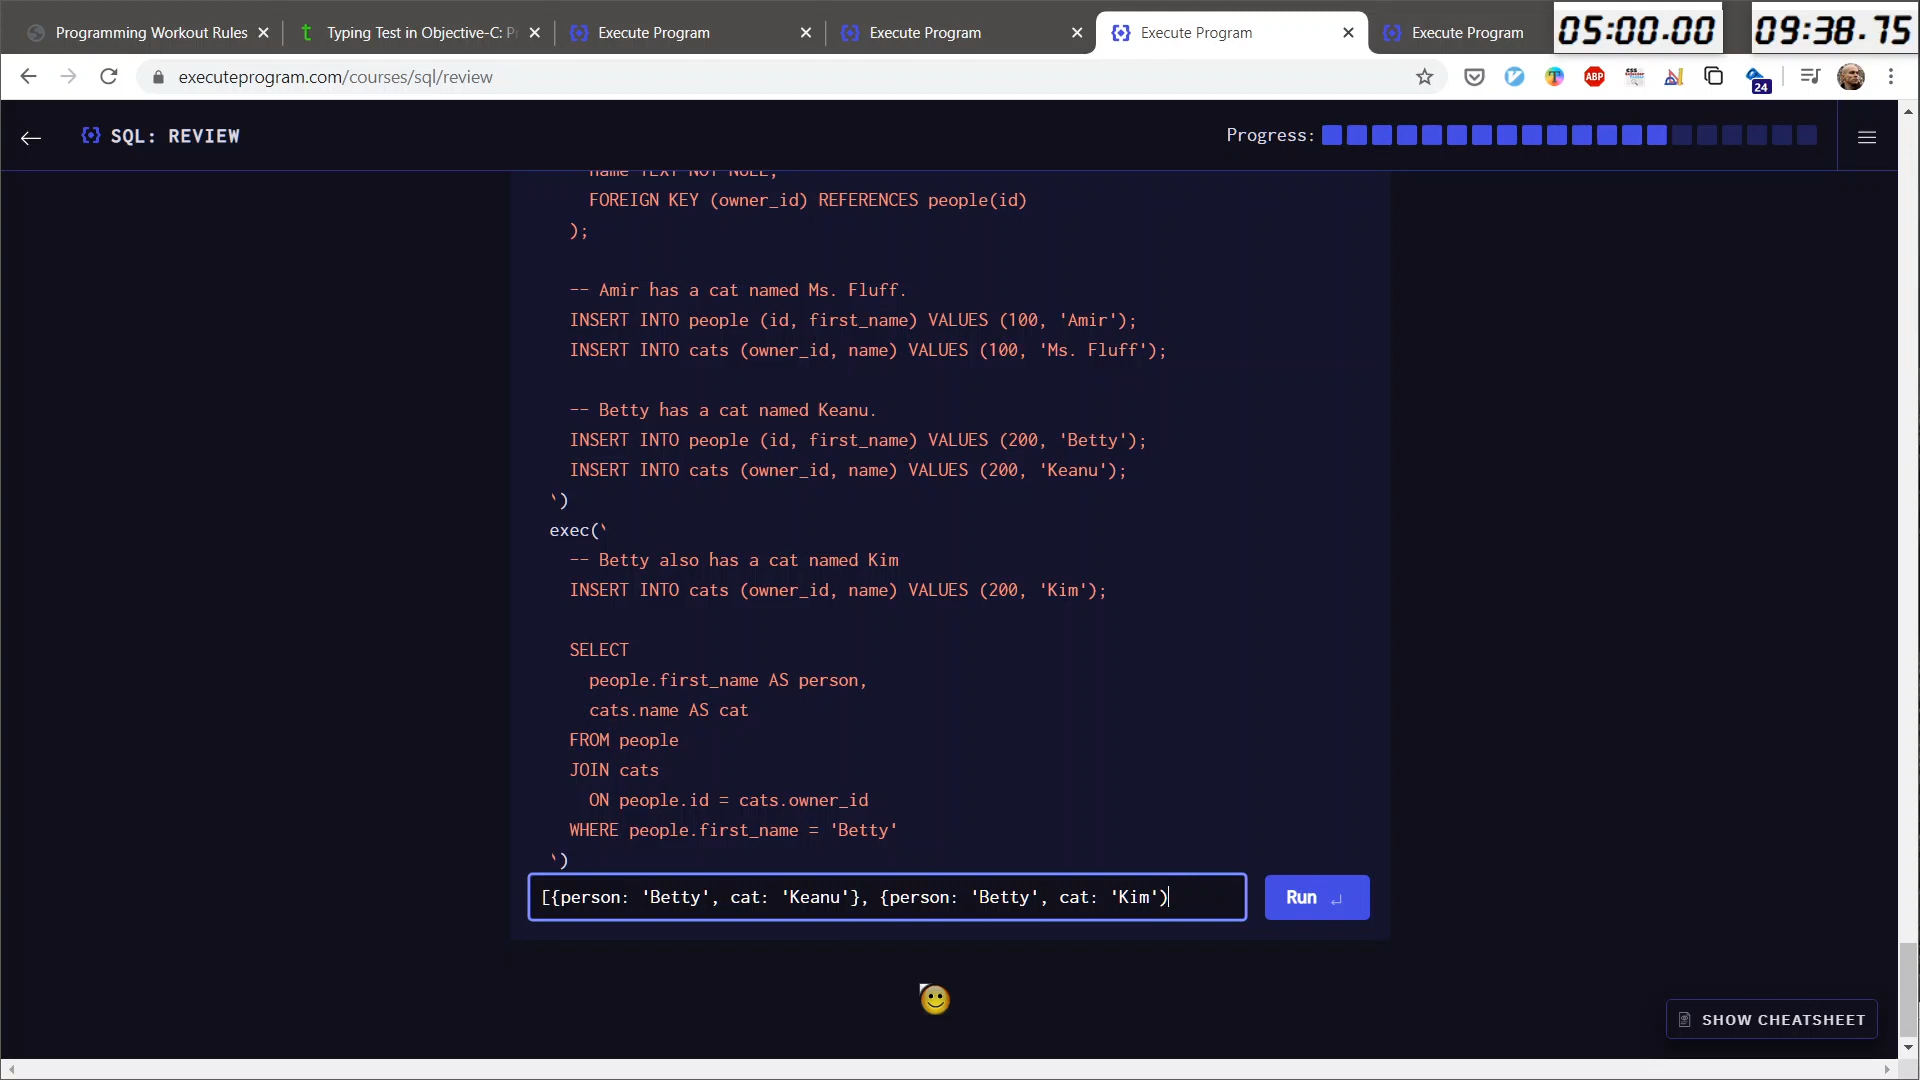 Programming Workout Rules
Typing Test in Objective-C: P
Execute Program
Execute Program
Execute Program
Execute Program
05:00.00
09:38.75
executeprogram.com/courses/sql/review
ABP
24
SQL: REVIEW
Progress:
name TEXT NOT NULL,
FOREIGN KEY (owner_id) REFERENCES people(id)
);
-- Amir has a cat named Ms. Fluff.
INSERT INTO people (id, first_name) VALUES (100, 'Amir');
INSERT INTO cats (owner_id, name) VALUES (100, 'Ms. Fluff');
-- Betty has a cat named Keanu.
INSERT INTO people (id, first_name) VALUES (200, 'Betty');
INSERT INTO cats (owner_id, name) VALUES (200, 'Keanu');
`)
exec(`
-- Betty also has a cat named Kim
INSERT INTO cats (owner_id, name) VALUES (200, 'Kim');
SELECT
people.first_name AS person,
cats.name AS cat
FROM people
JOIN cats
ON people.id = cats.owner_id
WHERE people.first_name = 'Betty'
`)
[{person: 'Betty', cat: 'Keanu'}, {person: 'Betty', cat: 'Kim')
Run
SHOW CHEATSHEET